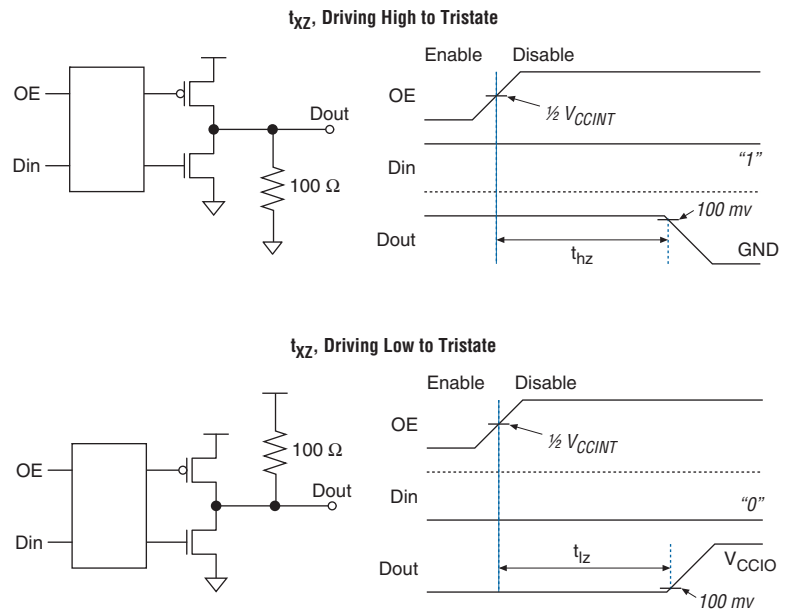 tXZ, Driving High to Tristate
Enable Disable
OE
½ VCCINT
OE
Dout
Din
Din
"1"
100 Ω
100 mv
Dout
thz
GND
tXZ, Driving Low to Tristate
Enable Disable
OE
½ VCCINT
100 Ω
OE
Dout
Din
"0"
Din
Dout
tlz
VCCIO
100 mv